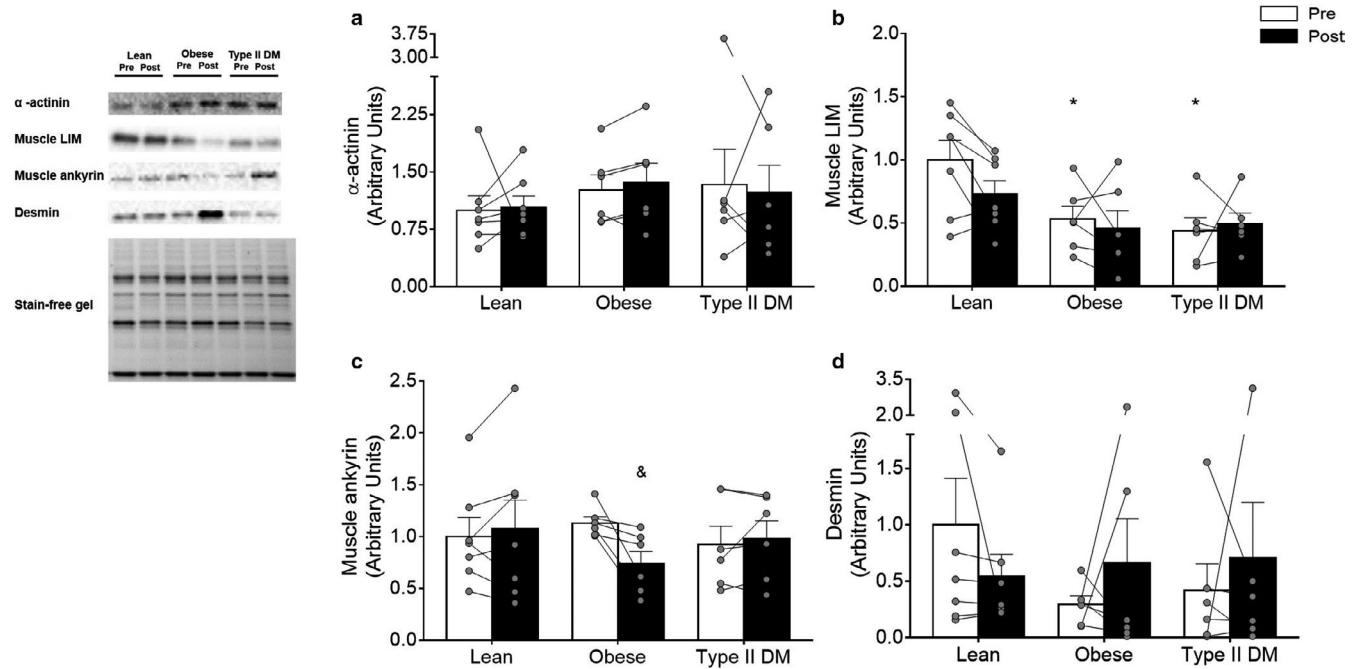 Lean Obese Type II DM
Pre Post Pre Post Pre Post
α -actinin
Muscle LIM
Muscle ankyrin
Desmin
Stain-free gel
a
3.75
3.00
2.25
1.50
0.75
0.00
α-actinin
(Arbitrary Units)
Lean Obese Type II DM
b
Pre
Post
2.0
1.5
1.0
0.5
0.0
Muscle LIM
(Arbitrary Units)
* *
Lean Obese Type II DM
c
2.5
2.0
1.5
1.0
0.5
0.0
Muscle ankyrin
(Arbitrary Units)
&
Lean Obese Type II DM
d
3.5
2.0
1.5
1.0
0.5
0.0
Desmin
(Arbitrary Units)
Lean Obese Type II DM